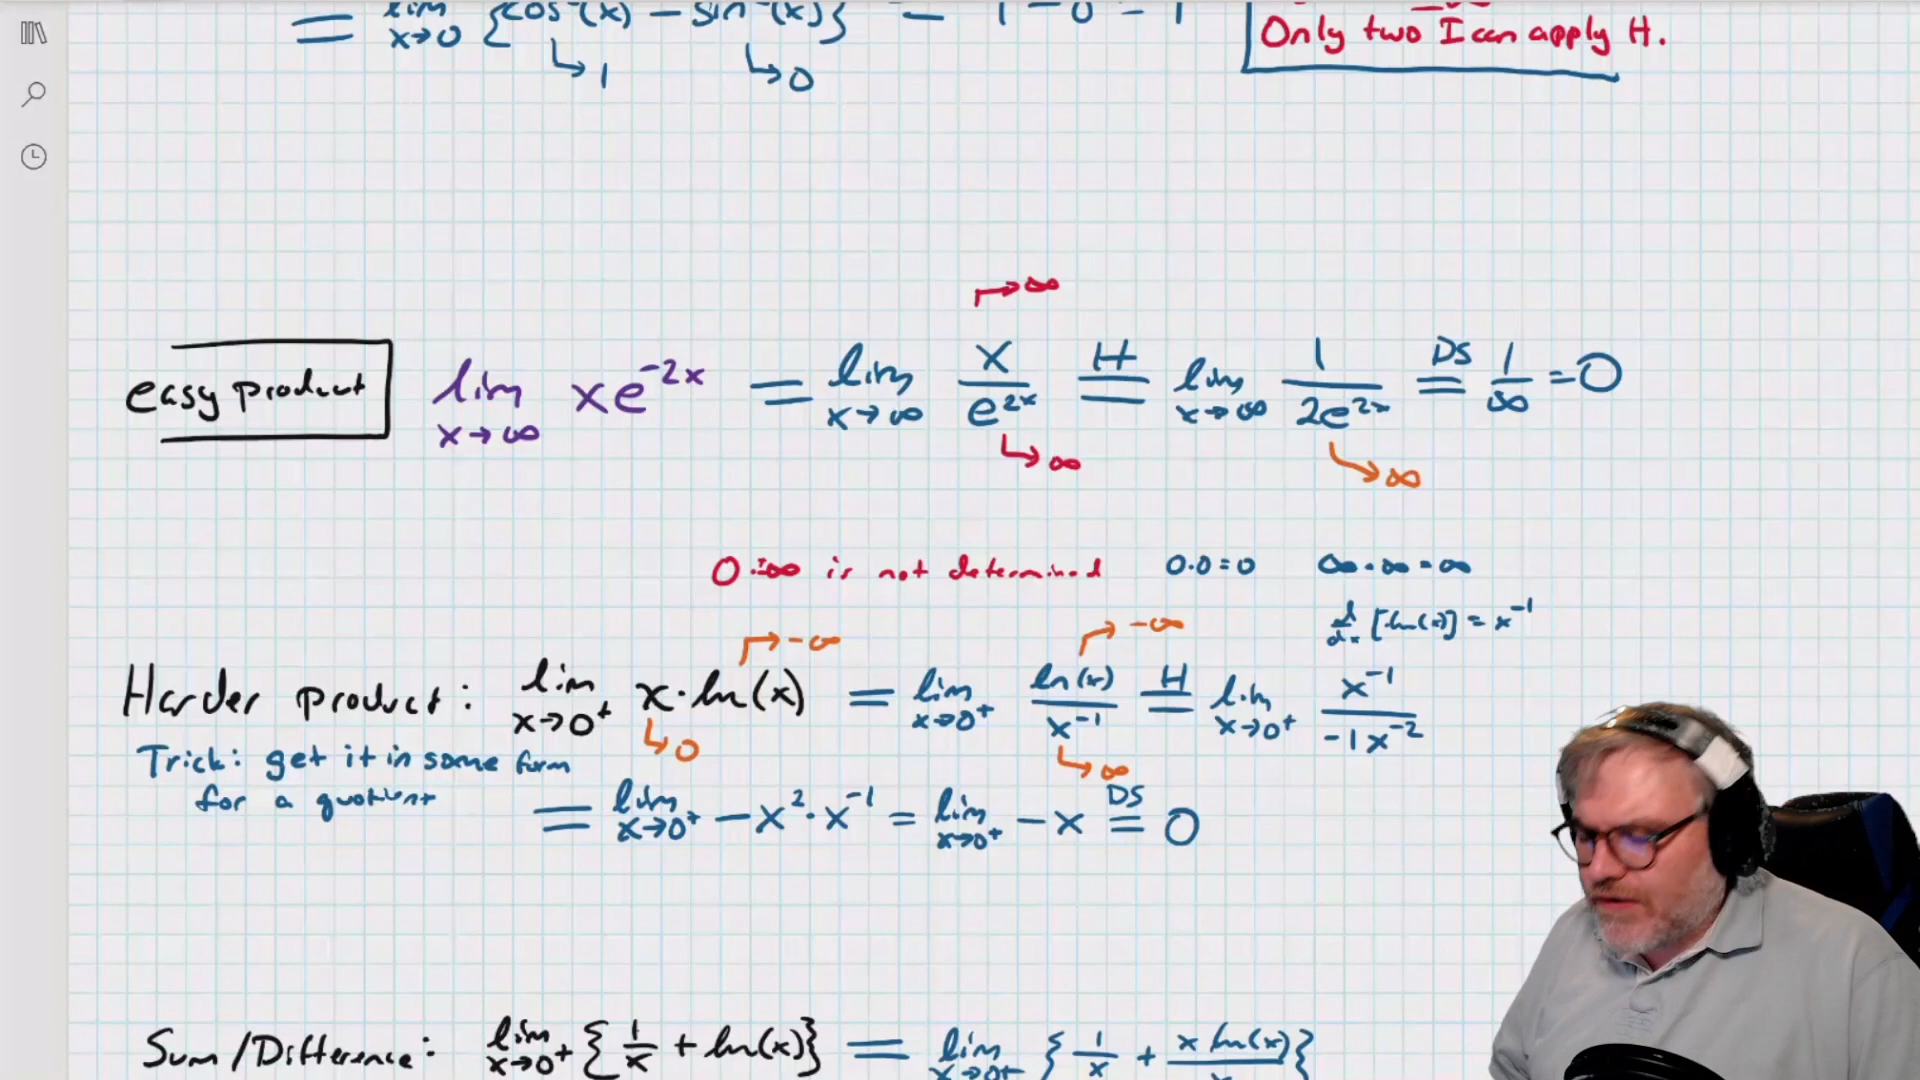 = lim x→0 {cos²(x) − sin²(x)} = 1 − 0 = 1
↳ 1 ↳ 0
Only two I can apply H.
easy product lim x→∞ xe^{-2x} = lim x→∞ x/e^{2x} H= lim x→∞ 1/(2e^{2x}) DS= 1/∞ = 0
→ ∞
↳ ∞ ↳ ∞
0·±∞ is not determined 0·0=0 ∞·∞=∞
d/dx [ln(x)] = x^{-1}
→ -∞ → -∞
Harder product: lim x→0⁺ x·ln(x) = lim x→0⁺ ln(x)/x^{-1} H= lim x→0⁺ x^{-1}/(-1x^{-2})
↳ 0 ↳ ∞
Trick: get it in some form
for a quotient
= lim x→0⁺ −x²·x^{-1} = lim x→0⁺ −x DS= 0
Sum/Difference: lim x→0⁺ {1/x + ln(x)} = lim x→0⁺ {1/x + x ln(x)/x}